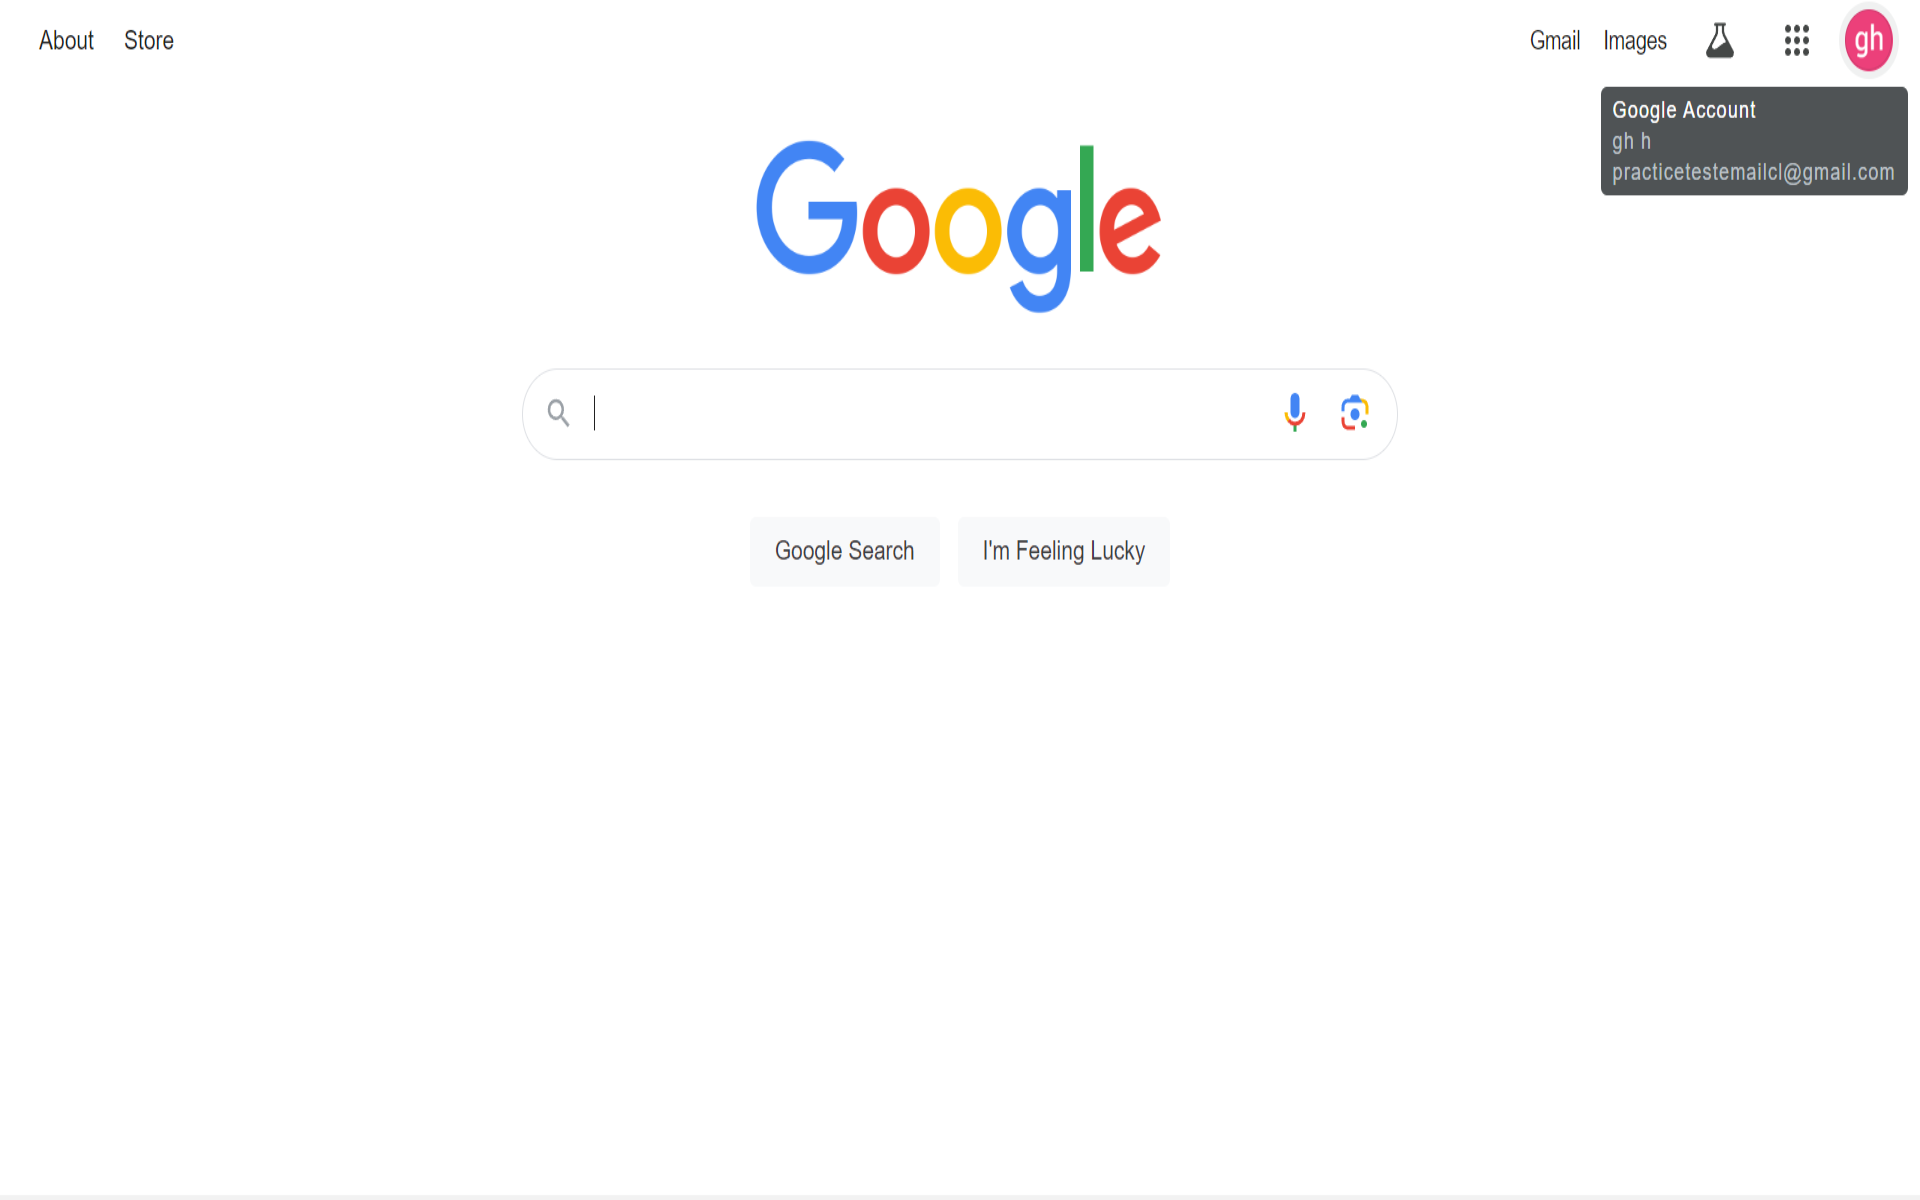 About Store
Gmail Images
gh
Google Account
gh h
practicetestemailcl@gmail.com
Google
Google Search
I'm Feeling Lucky